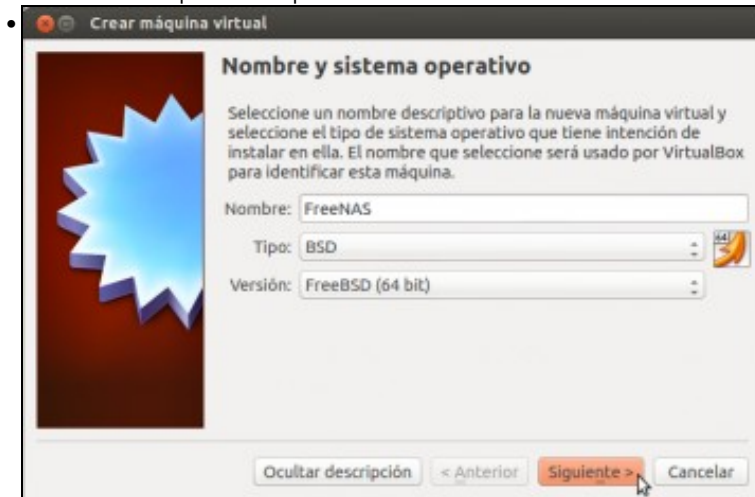 Crear máquina virtual
Nombre y sistema operativo
Seleccione un nombre descriptivo para la nueva máquina virtual y
seleccione el tipo de sistema operativo que tiene intención de
instalar en ella. El nombre que seleccione será usado por VirtualBox
para identificar esta máquina.
Nombre: FreeNAS
Tipo: BSD
64
Versión: FreeBSD (64 bit)
Ocultar descripción < Anterior Siguiente > Cancelar